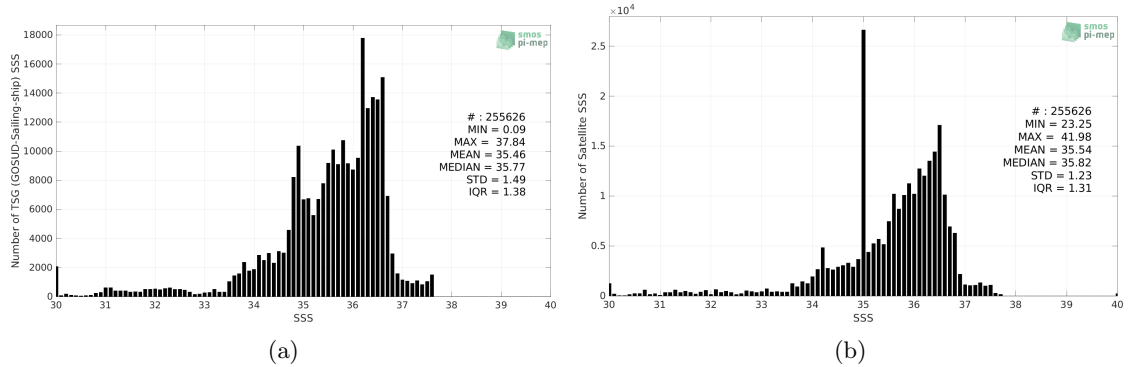 18000
16000
14000
12000
10000
8000
6000
4000
2000
0
30
31
32
33
34
35
36
37
38
39
40
SSS
Number of TSG (GOSUD-Sailing-ship) SSS
smos
pi-mep
# : 255626
MIN = 0.09
MAX = 37.84
MEAN = 35.46
MEDIAN = 35.77
STD = 1.49
IQR = 1.38
(a)
×10⁴
2.5
2
1.5
1
0.5
0
30
31
32
33
34
35
36
37
38
39
40
SSS
Number of Satellite SSS
smos
pi-mep
# : 255626
MIN = 23.25
MAX = 41.98
MEAN = 35.54
MEDIAN = 35.82
STD = 1.23
IQR = 1.31
(b)